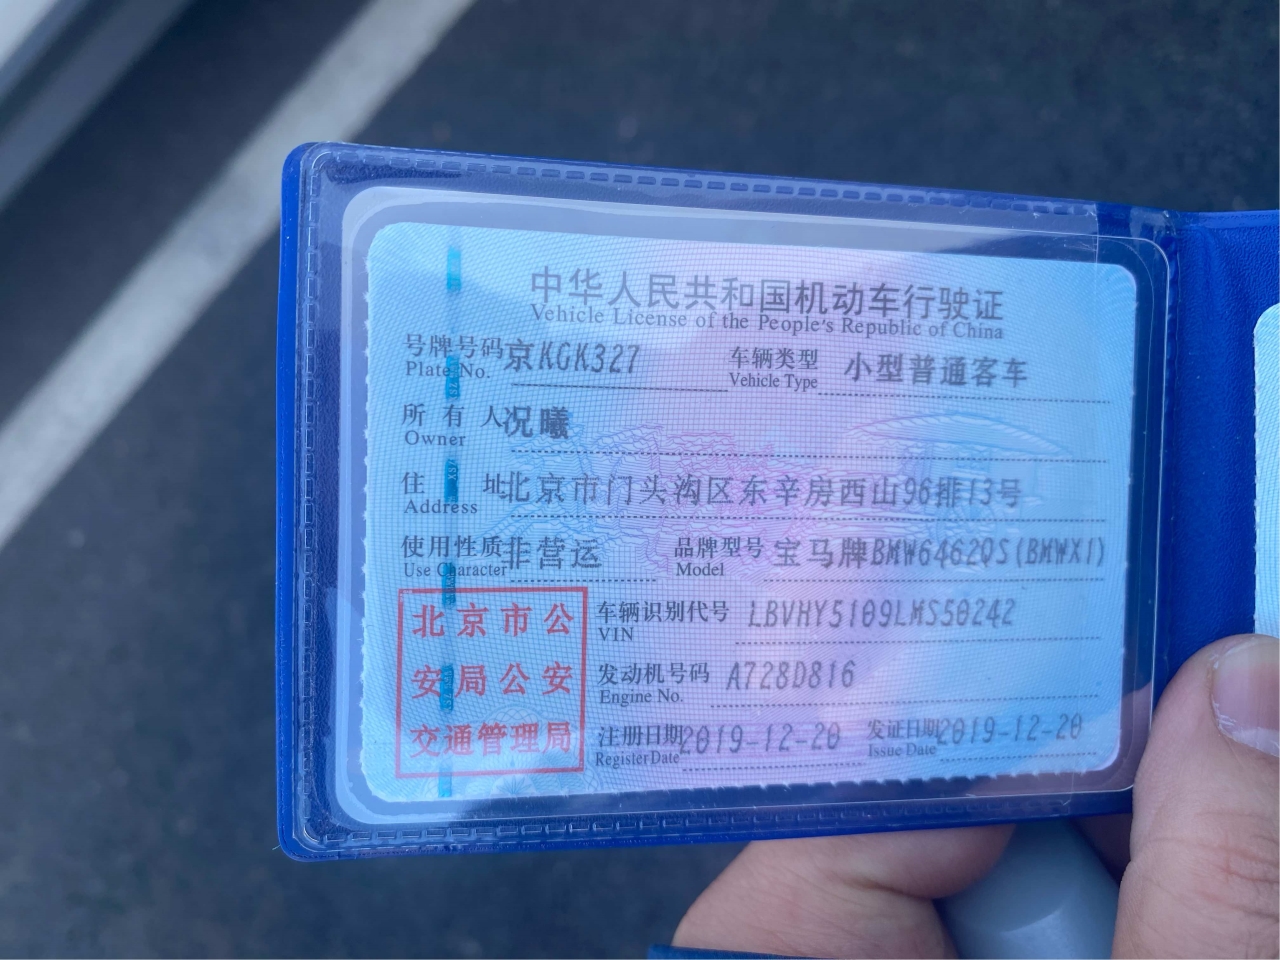 中华人民共和国机动车行驶证
Vehicle License of the People's Republic of China
号牌号码 京KGK327 车辆类型 小型普通客车
Plate No. Vehicle Type
所有人 况曦
Owner
住址 北京市门头沟区东辛房西山96排13号
Address
使用性质 非营运 品牌型号 宝马牌BMW6462QS(BMWX1)
Use Character Model
北京市公
安局公安
交通管理局
车辆识别代号 LBVHY5109LMS50242
VIN
发动机号码 A728D816
Engine No.
注册日期 2019-12-20 发证日期 2019-12-20
Register Date Issue Date